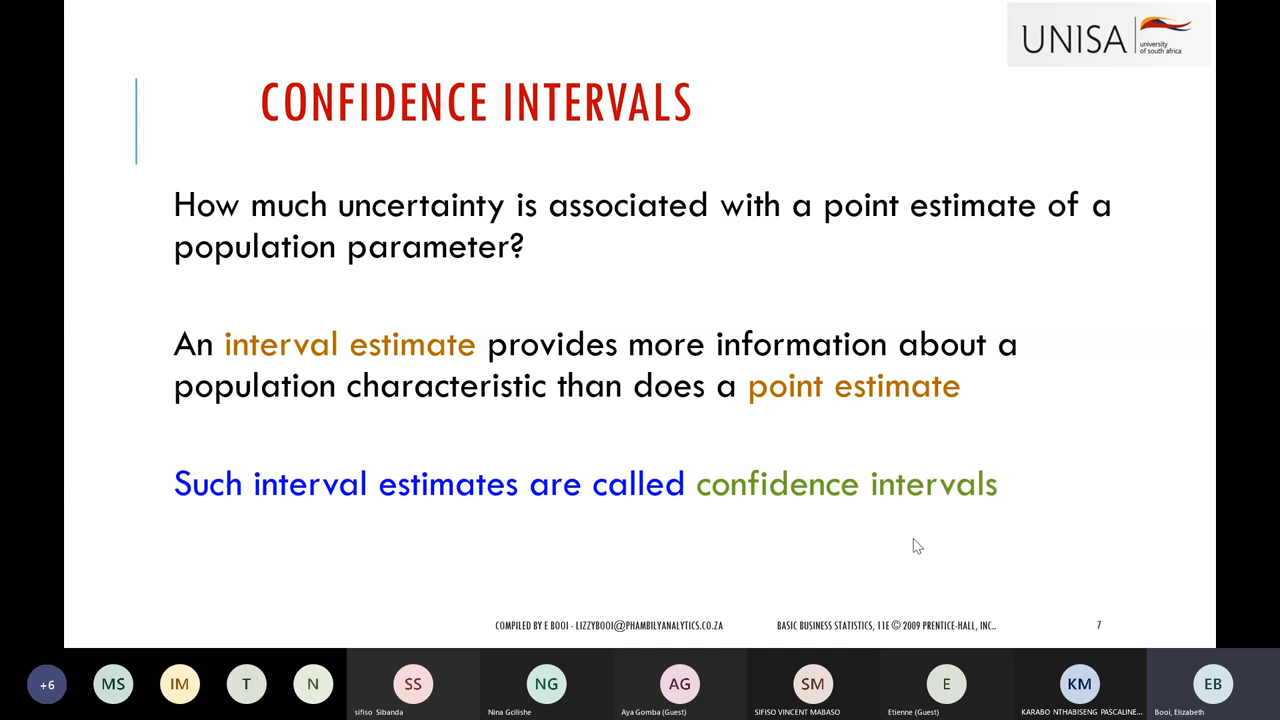 UNISA
university
of south africa
CONFIDENCE INTERVALS
How much uncertainty is associated with a point estimate of a
population parameter?
An interval estimate provides more information about a
population characteristic than does a point estimate
Such interval estimates are called confidence intervals
COMPILED BY E BOOI - LIZZYBOOI@PHAMBILYANALYTICS.CO.ZA
BASIC BUSINESS STATISTICS, 11E © 2009 PRENTICE-HALL, INC..
7
+6
MS
IM
T
N
SS
NG
AG
SM
E
KM
EB
sifiso Sibanda
Nina Gcilishe
Aya Gomba (Guest)
SIFISO VINCENT MABASO
Etienne (Guest)
KARABO NTHABISENG PASCALINE...
Booi, Elizabeth